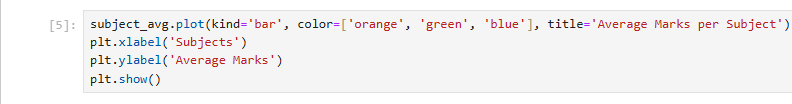 [5]: subject_avg.plot(kind='bar', color=['orange', 'green', 'blue'], title='Average Marks per Subject')
plt.xlabel('Subjects')
plt.ylabel('Average Marks')
plt.show()